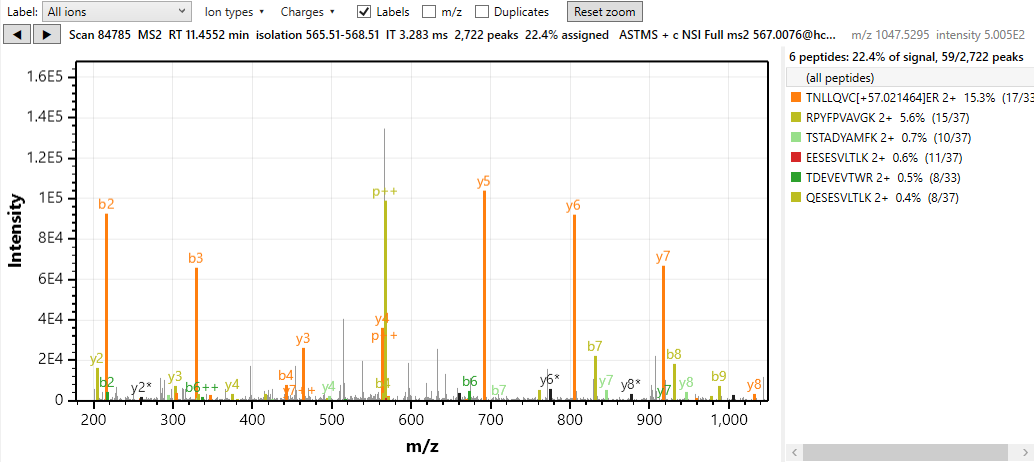 Label: All ions Ion types Charges Labels m/z Duplicates Reset zoom
Scan 84785 MS2 RT 11.4552 min isolation 565.51-568.51 IT 3.283 ms 2,722 peaks 22.4% assigned ASTMS + c NSI Full ms2 567.0076@hc... m/z 1047.5295 intensity 5.005E2
6 peptides: 22.4% of signal, 59/2,722 peaks
(all peptides)
TNLLQVC[+57.021464]ER 2+ 15.3% (17/33
RPYFPVAVGK 2+ 5.6% (15/37)
TSTADYAMFK 2+ 0.7% (10/37)
EESESVLTLK 2+ 0.6% (11/37)
TDEVEVTWR 2+ 0.5% (8/33)
QESESVLTLK 2+ 0.4% (8/37)
1.6E5
1.4E5
1.2E5
1E5
8E4
6E4
4E4
2E4
0
Intensity
p++
y5
b2
y6
b3
y7
y4
p++
y3
b7
y2
b8
b4
b4
y3
b2
y2*
b6++
y4
y4
b6
b7
y6*
y7
y8*
y7
y8
b9
y8
200 300 400 500 600 700 800 900 1,000
m/z